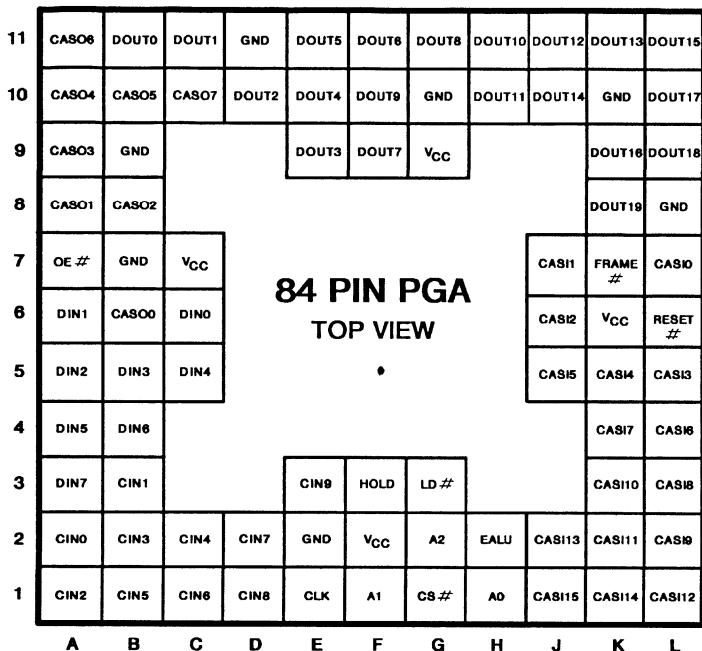 11 CASO6 DOUT0 DOUT1 GND DOUT5 DOUT6 DOUT8 DOUT10 DOUT12 DOUT13 DOUT15
10 CASO4 CASO5 CASO7 DOUT2 DOUT4 DOUT9 GND DOUT11 DOUT14 GND DOUT17
9 CASO3 GND DOUT3 DOUT7 VCC DOUT16 DOUT18
8 CASO1 CASO2 DOUT19 GND
7 OE# GND VCC CASI1 FRAME# CASI0
84 PIN PGA
6 DIN1 CASO0 DIN0 CASI2 VCC RESET#
TOP VIEW
5 DIN2 DIN3 DIN4 CASI5 CASI4 CASI3
4 DIN5 DIN6 CASI7 CASI6
3 DIN7 CIN1 CIN9 HOLD LD# CASI10 CASI8
2 CIN0 CIN3 CIN4 CIN7 GND VCC A2 EALU CASI13 CASI11 CASI9
1 CIN2 CIN5 CIN6 CIN8 CLK A1 CS# A0 CASI15 CASI14 CASI12
A B C D E F G H J K L